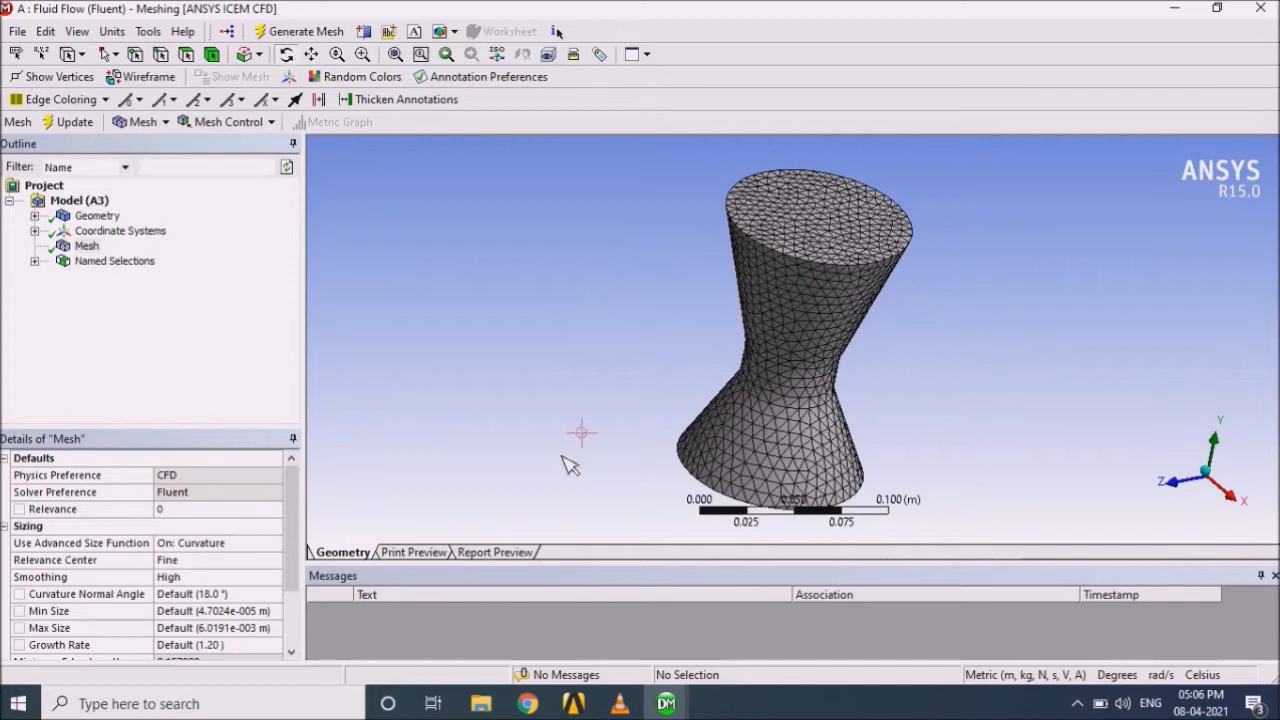 A : Fluid Flow (Fluent) - Meshing [ANSYS ICEM CFD]
File Edit View Units Tools Help Generate Mesh Worksheet
Show Vertices Wireframe Show Mesh Random Colors Annotation Preferences
Edge Coloring Thicken Annotations
Mesh Update Mesh Mesh Control Metric Graph
Outline
Filter: Name
Project
Model (A3)
Geometry
Coordinate Systems
Mesh
Named Selections
ANSYS
R15.0
0.000 0.050 0.100 (m)
0.025 0.075
Y
Z
X
Details of "Mesh"
Defaults
Physics Preference CFD
Solver Preference Fluent
Relevance 0
Sizing
Use Advanced Size Function On: Curvature
Relevance Center Fine
Smoothing High
Curvature Normal Angle Default (18.0 °)
Min Size Default (4.7024e-005 m)
Max Size Default (6.0191e-003 m)
Growth Rate Default (1.20 )
Geometry Print Preview Report Preview
Messages
Text Association Timestamp
No Messages No Selection Metric (m, kg, N, s, V, A) Degrees rad/s Celsius
Type here to search
DM
ENG
05:06 PM
08-04-2021
3